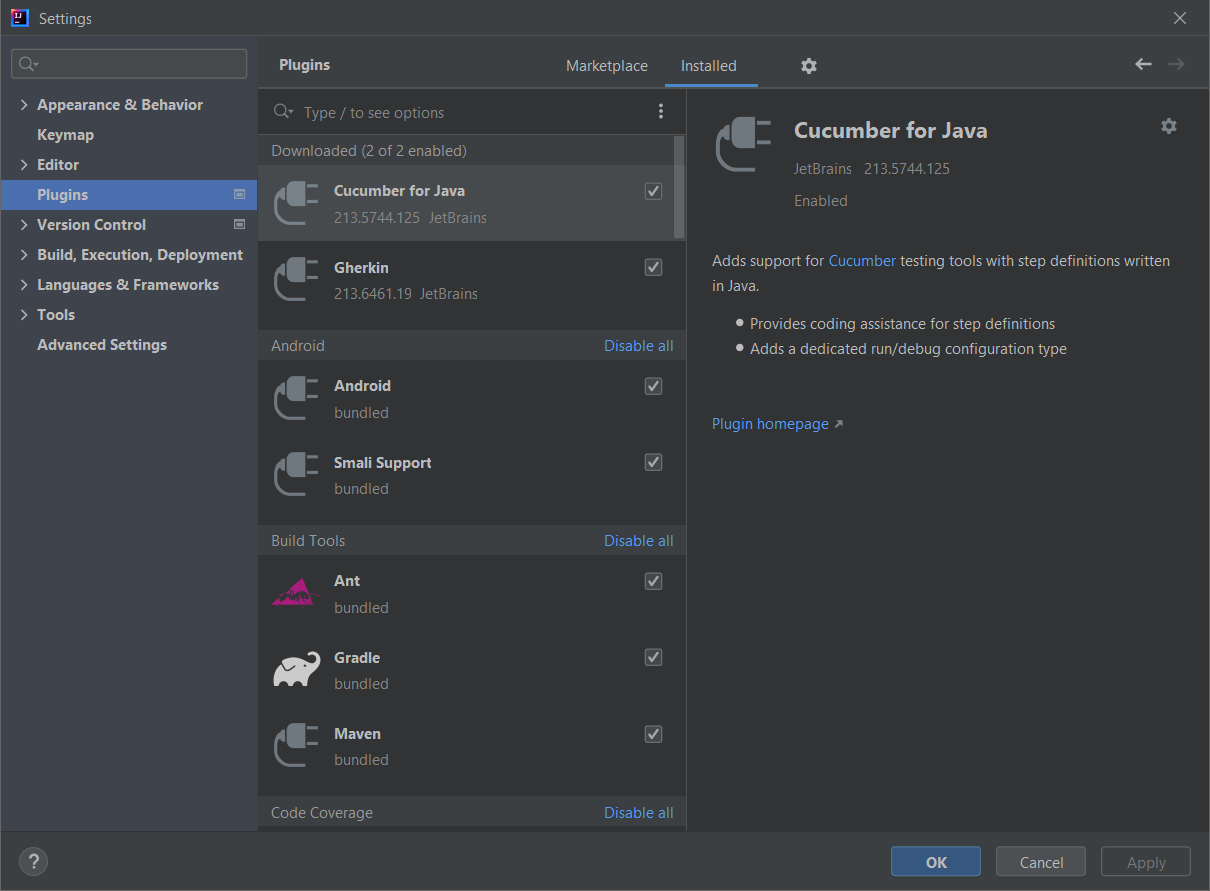 Settings
Appearance & Behavior
Keymap
Editor
Plugins
Version Control
Build, Execution, Deployment
Languages & Frameworks
Tools
Advanced Settings
Plugins
Marketplace
Installed
Type / to see options
Downloaded (2 of 2 enabled)
Cucumber for Java
213.5744.125 JetBrains
Gherkin
213.6461.19 JetBrains
Android Disable all
Android
bundled
Smali Support
bundled
Build Tools Disable all
Ant
bundled
Gradle
bundled
Maven
bundled
Code Coverage Disable all
Cucumber for Java
JetBrains 213.5744.125
Enabled
Adds support for Cucumber testing tools with step definitions written
in Java.
Provides coding assistance for step definitions
Adds a dedicated run/debug configuration type
Plugin homepage
?
OK
Cancel
Apply